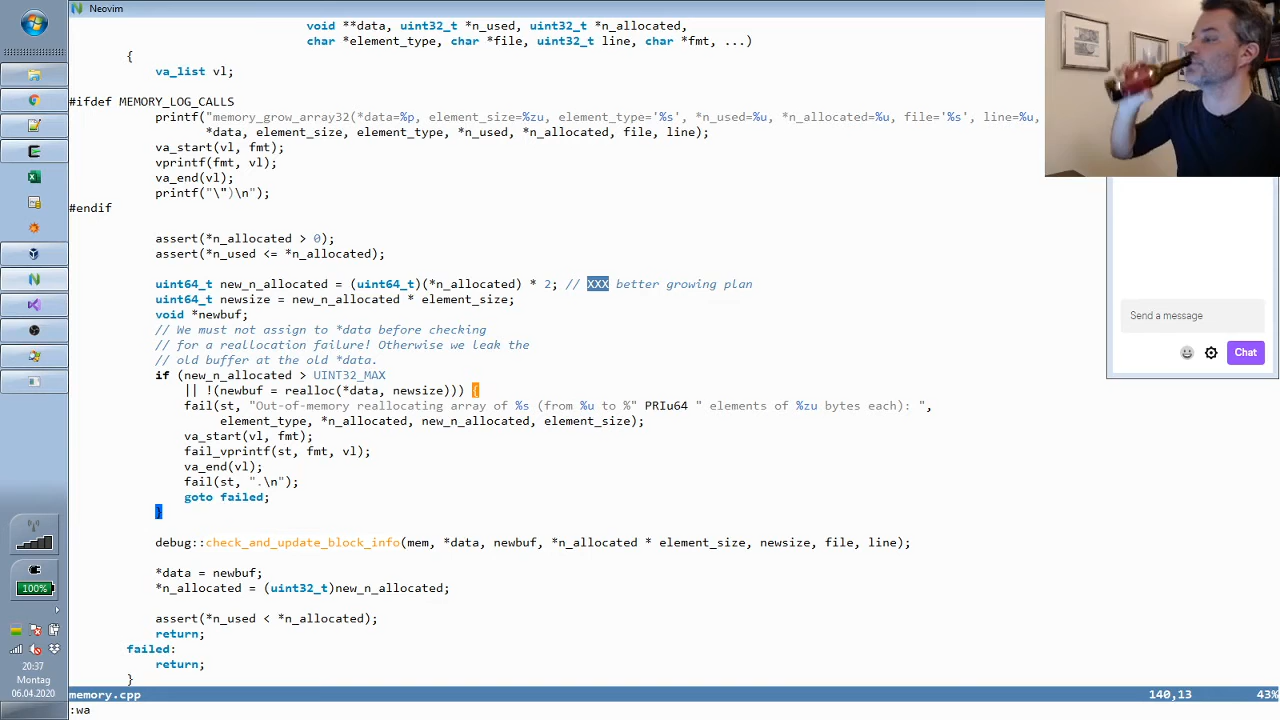 Neovim
void **data, uint32_t *n_used, uint32_t *n_allocated,
char *element_type, char *file, uint32_t line, char *fmt, ...)
{
va_list vl;
#ifdef MEMORY_LOG_CALLS
printf("memory_grow_array32(*data=%p, element_size=%zu, element_type='%s', *n_used=%u, *n_allocated=%u, file='%s', line=%u,
*data, element_size, element_type, *n_used, *n_allocated, file, line);
va_start(vl, fmt);
vprintf(fmt, vl);
va_end(vl);
printf("\")\n");
#endif
assert(*n_allocated > 0);
assert(*n_used <= *n_allocated);
uint64_t new_n_allocated = (uint64_t)(*n_allocated) * 2; // XXX better growing plan
uint64_t newsize = new_n_allocated * element_size;
void *newbuf;
// We must not assign to *data before checking
// for a reallocation failure! Otherwise we leak the
// old buffer at the old *data.
if (new_n_allocated > UINT32_MAX
|| !(newbuf = realloc(*data, newsize))) {
fail(st, "Out-of-memory reallocating array of %s (from %u to %" PRIu64 " elements of %zu bytes each): ",
element_type, *n_allocated, new_n_allocated, element_size);
va_start(vl, fmt);
fail_vprintf(st, fmt, vl);
va_end(vl);
fail(st, ".\n");
goto failed;
}
debug::check_and_update_block_info(mem, *data, newbuf, *n_allocated * element_size, newsize, file, line);
*data = newbuf;
*n_allocated = (uint32_t)new_n_allocated;
assert(*n_used < *n_allocated);
return;
failed:
return;
}
memory.cpp 140,13 43%
:wa
Send a message
Chat
100%
20:37
Montag
06.04.2020